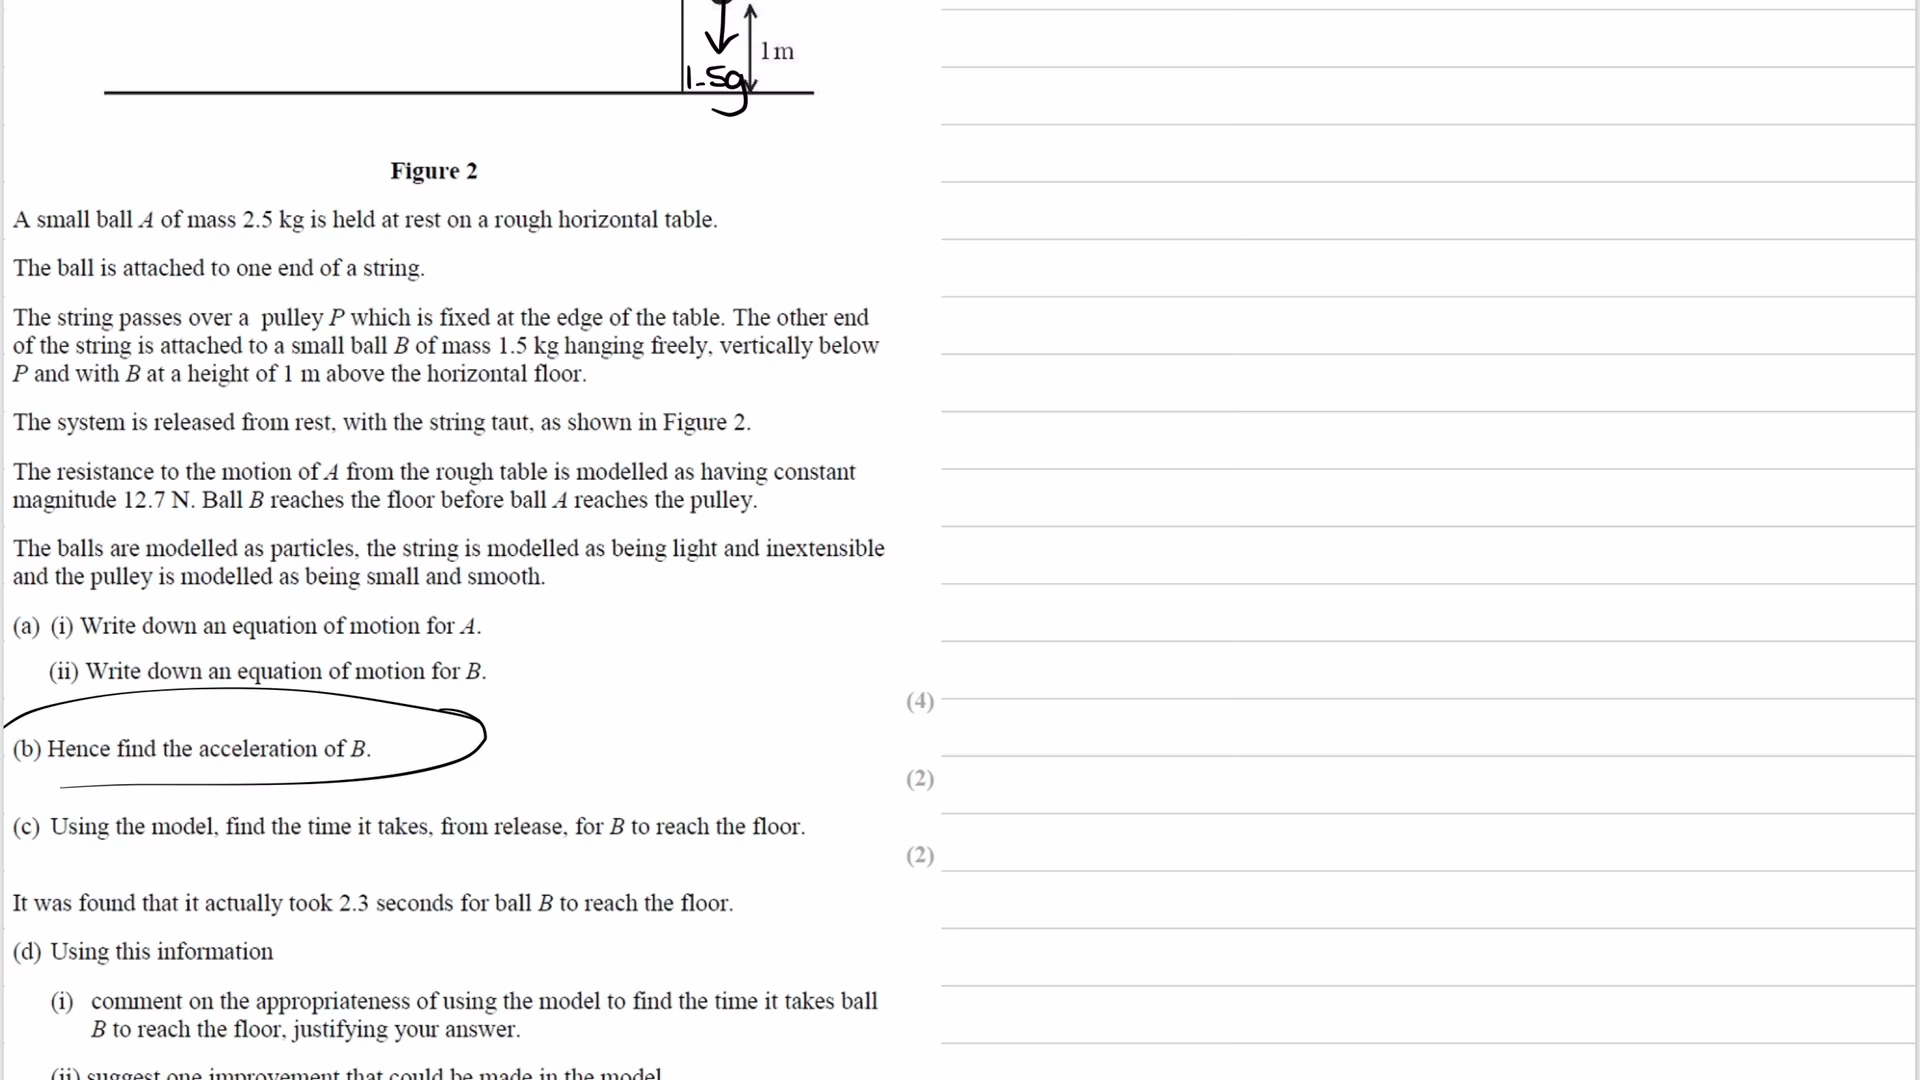 1m
1-5g
Figure 2
A small ball A of mass 2.5 kg is held at rest on a rough horizontal table.
The ball is attached to one end of a string.
The string passes over a pulley P which is fixed at the edge of the table. The other end
of the string is attached to a small ball B of mass 1.5 kg hanging freely, vertically below
P and with B at a height of 1 m above the horizontal floor.
The system is released from rest, with the string taut, as shown in Figure 2.
The resistance to the motion of A from the rough table is modelled as having constant
magnitude 12.7 N. Ball B reaches the floor before ball A reaches the pulley.
The balls are modelled as particles, the string is modelled as being light and inextensible
and the pulley is modelled as being small and smooth.
(a) (i) Write down an equation of motion for A.
(ii) Write down an equation of motion for B.
(4)
(b) Hence find the acceleration of B.
(2)
(c) Using the model, find the time it takes, from release, for B to reach the floor.
(2)
It was found that it actually took 2.3 seconds for ball B to reach the floor.
(d) Using this information
(i) comment on the appropriateness of using the model to find the time it takes ball
B to reach the floor, justifying your answer.
(ii) suggest one improvement that could be made in the model.